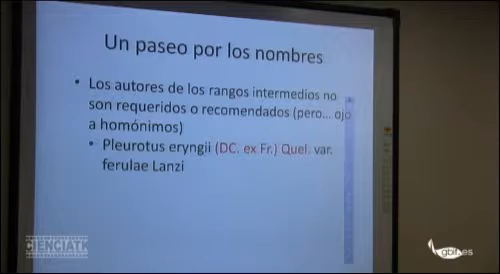 Un paseo por los nombres
• Los autores de los rangos intermedios no
son requeridos o recomendados (pero... ojo
a homónimos)
• Pleurotus eryngii (DC. ex Fr.) Quel. var.
ferulae Lanzi
CIENCIATK
gbif.es